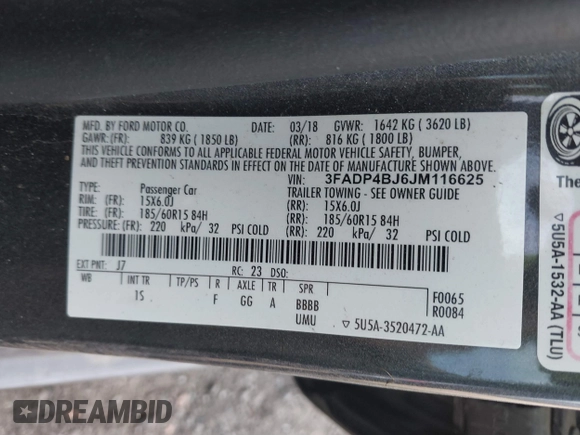 MFD. BY FORD MOTOR CO. DATE: 03/18 GVWR: 1642 KG ( 3620 LB)
GAWR: (FR): 839 KG ( 1850 LB) (RR): 816 KG ( 1800 LB)
THIS VEHICLE CONFORMS TO ALL APPLICABLE FEDERAL MOTOR VEHICLE SAFETY, BUMPER,
AND THEFT PREVENTION STANDARDS IN EFFECT ON THE DATE OF MANUFACTURE SHOWN ABOVE.
VIN: 3FADP4BJ6JM116625
TYPE: Passenger Car TRAILER TOWING - SEE OWNER GUIDE
RIM: (FR): 15X6.0J (RR): 15X6.0J
TIRE: (FR): 185/60R15 84H (RR): 185/60R15 84H
PRESSURE: (FR): 220 kPa/ 32 PSI COLD (RR): 220 kPa/ 32 PSI COLD
EXT PNT: J7 RC: 23 DSO:
WB INT TR TP/PS R AXLE TR SPR
1S F GG A BBBB F0065
UMU R0084
▽ 5U5A-3520472-AA
The
▽ 5U5A-1532-AA (TLU)
DREAMBID